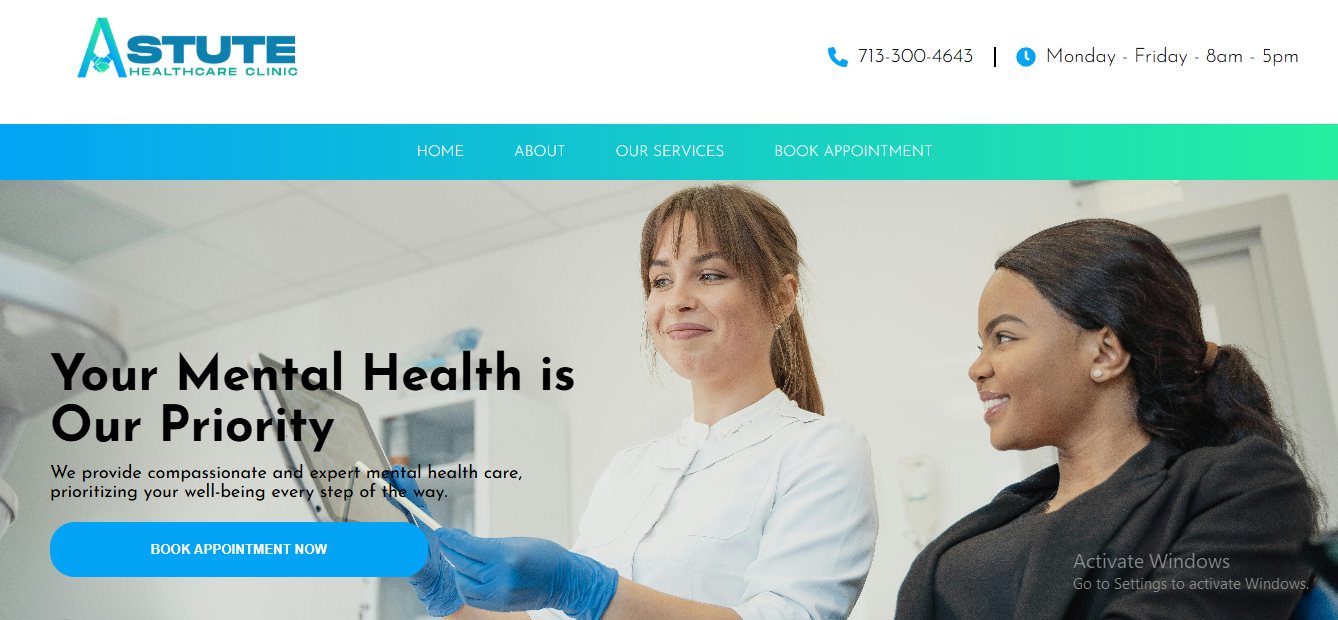 ASTUTE
HEALTHCARE CLINIC
713-300-4643 | Monday - Friday - 8am - 5pm
HOME ABOUT OUR SERVICES BOOK APPOINTMENT
Your Mental Health is
Our Priority
We provide compassionate and expert mental health care,
prioritizing your well-being every step of the way.
BOOK APPOINTMENT NOW
Activate Windows
Go to Settings to activate Windows.